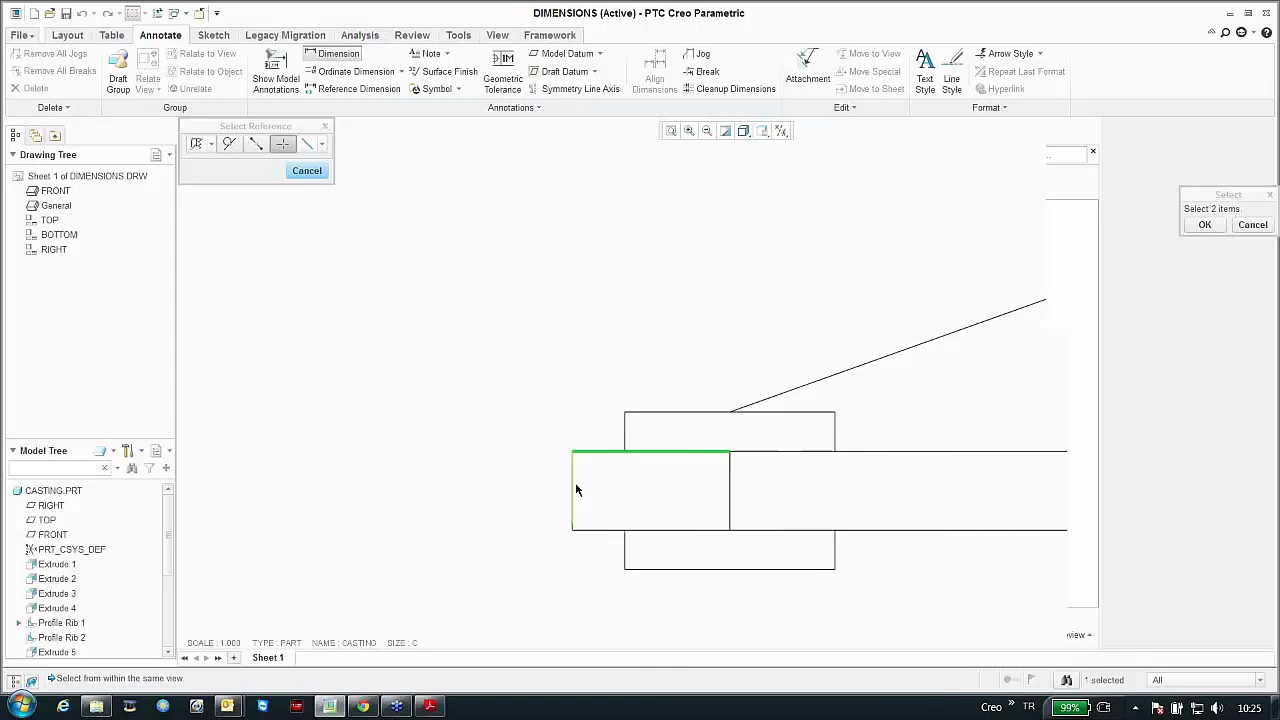 DIMENSIONS (Active) - PTC Creo Parametric
File Layout Table Annotate Sketch Legacy Migration Analysis Review Tools View Framework
Remove All Jogs
Remove All Breaks
Delete
Delete
Draft Group
Relate View
Relate to View
Relate to Object
Unrelate
Group
Show Model Annotations
Dimension
Ordinate Dimension
Reference Dimension
Note
Surface Finish
Symbol
Geometric Tolerance
Model Datum
Draft Datum
Symmetry Line Axis
Annotations
Align Dimensions
Jog
Break
Cleanup Dimensions
Attachment
Move to View
Move Special
Move to Sheet
Edit
Text Style
Line Style
Arrow Style
Repeat Last Format
Hyperlink
Format
Select Reference
Cancel
Drawing Tree
Sheet 1 of DIMENSIONS.DRW
FRONT
General
TOP
BOTTOM
RIGHT
Select
Select 2 items.
OK Cancel
Model Tree
CASTING.PRT
RIGHT
TOP
FRONT
PRT_CSYS_DEF
Extrude 1
Extrude 2
Extrude 3
Extrude 4
Profile Rib 1
Profile Rib 2
Extrude 5
SCALE : 1.000 TYPE : PART NAME : CASTING SIZE : C
Sheet 1
Select from within the same view.
1 selected
All
Creo TR 99% 10:25